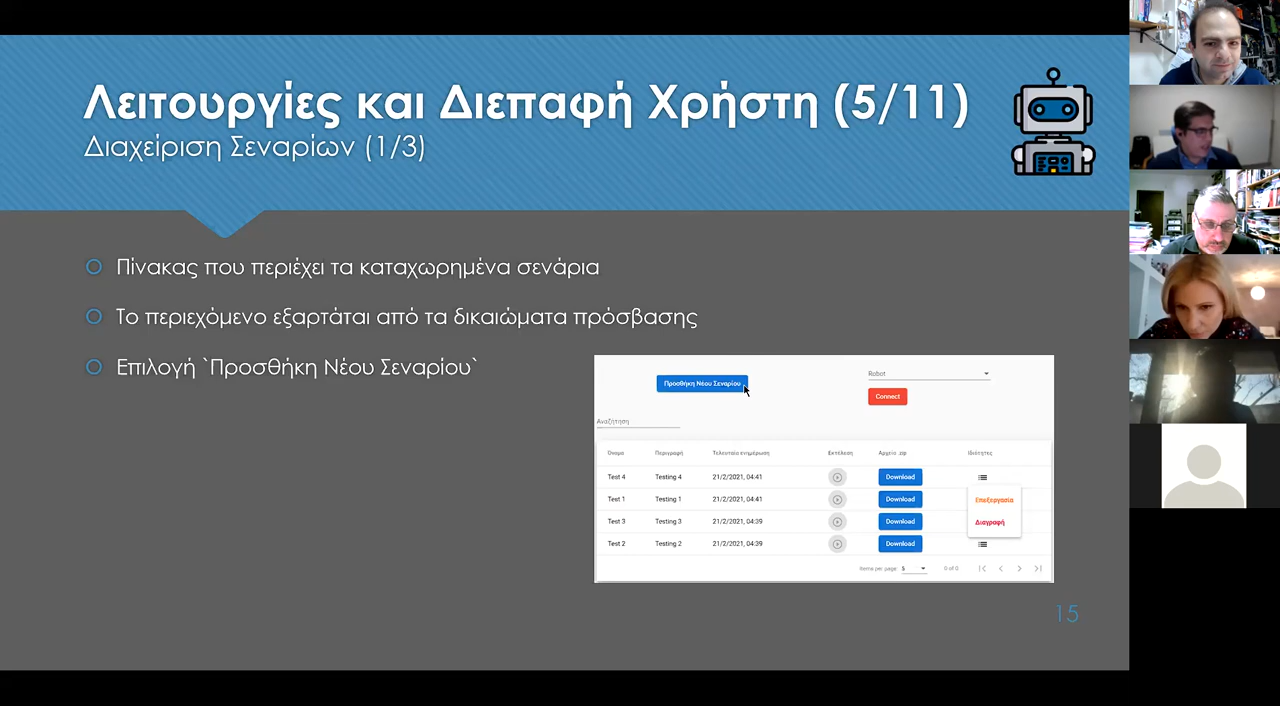 Λειτουργίες και Διεπαφή Χρήστη (5/11)
Διαχείριση Σεναρίων (1/3)
Πίνακας που περιέχει τα καταχωρημένα σενάρια
Το περιεχόμενο εξαρτάται από τα δικαιώματα πρόσβασης
Επιλογή `Προσθήκη Νέου Σεναρίου`
Προσθήκη Νέου Σεναρίου
Robot
Connect
Αναζήτηση
Όνομα Περιγραφή Τελευταία ενημέρωση Εκτέλεση Αρχείο .zip Ιδιότητες
Test 4 Testing 4 21/2/2021, 04:41 Download
Test 1 Testing 1 21/2/2021, 04:41 Download Επεξεργασία
Test 3 Testing 3 21/2/2021, 04:39 Download Διαγραφή
Test 2 Testing 2 21/2/2021, 04:39 Download
Items per page: 5 0 of 0
15